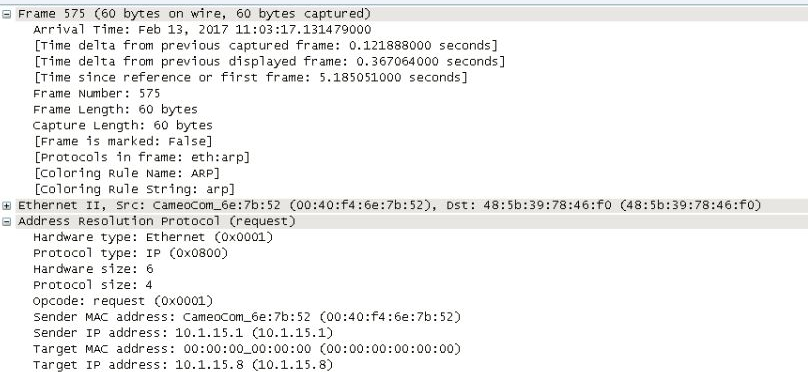 Frame 575 (60 bytes on wire, 60 bytes captured)
Arrival Time: Feb 13, 2017 11:03:17.131479000
[Time delta from previous captured frame: 0.121888000 seconds]
[Time delta from previous displayed frame: 0.367064000 seconds]
[Time since reference or first frame: 5.185051000 seconds]
Frame Number: 575
Frame Length: 60 bytes
Capture Length: 60 bytes
[Frame is marked: False]
[Protocols in frame: eth:arp]
[Coloring Rule Name: ARP]
[Coloring Rule String: arp]
Ethernet II, Src: CameoCom_6e:7b:52 (00:40:f4:6e:7b:52), Dst: 48:5b:39:78:46:f0 (48:5b:39:78:46:f0)
Address Resolution Protocol (request)
Hardware type: Ethernet (0x0001)
Protocol type: IP (0x0800)
Hardware size: 6
Protocol size: 4
Opcode: request (0x0001)
Sender MAC address: CameoCom_6e:7b:52 (00:40:f4:6e:7b:52)
Sender IP address: 10.1.15.1 (10.1.15.1)
Target MAC address: 00:00:00_00:00:00 (00:00:00:00:00:00)
Target IP address: 10.1.15.8 (10.1.15.8)